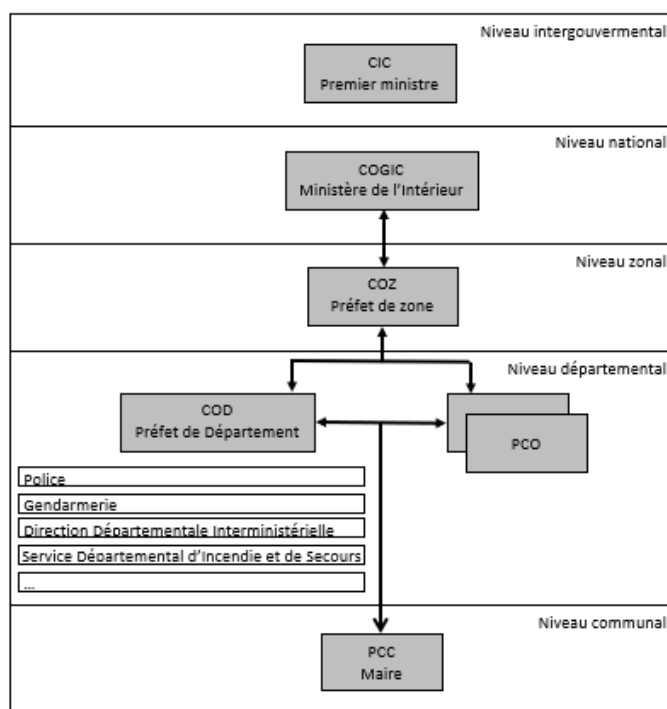 Niveau intergouvermental
CIC
Premier ministre
Niveau national
COGIC
Ministère de l'Intérieur
Niveau zonal
COZ
Préfet de zone
Niveau départemental
COD
Préfet de Département
PCO
Police
Gendarmerie
Direction Départementale Interministérielle
Service Départemental d'Incendie et de Secours
...
Niveau communal
PCC
Maire